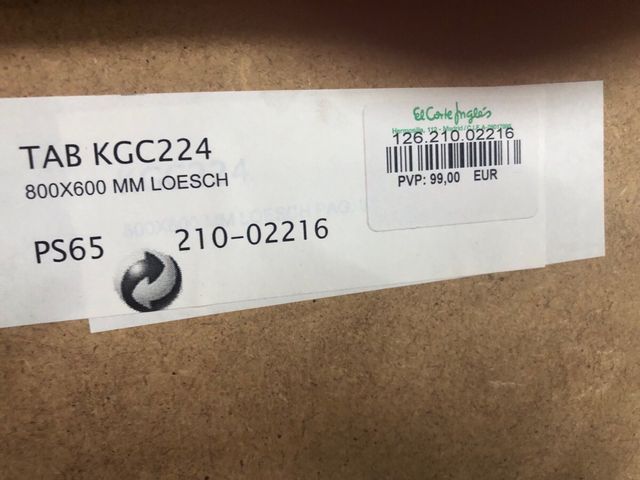 TAB KGC224
800X600 MM LOESCH
PS65
210-02216
El Corte Inglés
126.210.02216
PVP: 99,00 EUR